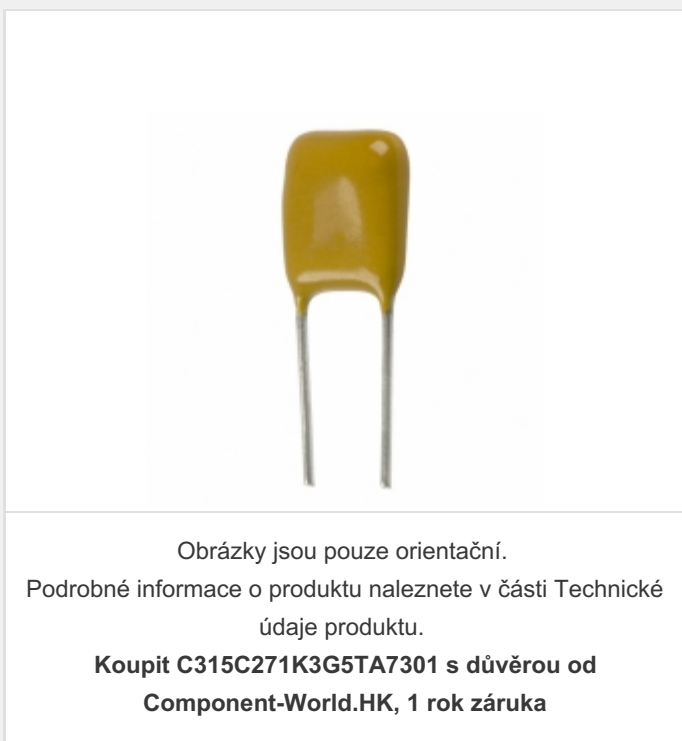 Obrázky jsou pouze orientační.
Podrobné informace o produktu naleznete v části Technické
údaje produktu.
Koupit C315C271K3G5TA7301 s důvěrou od
Component-World.HK, 1 rok záruka